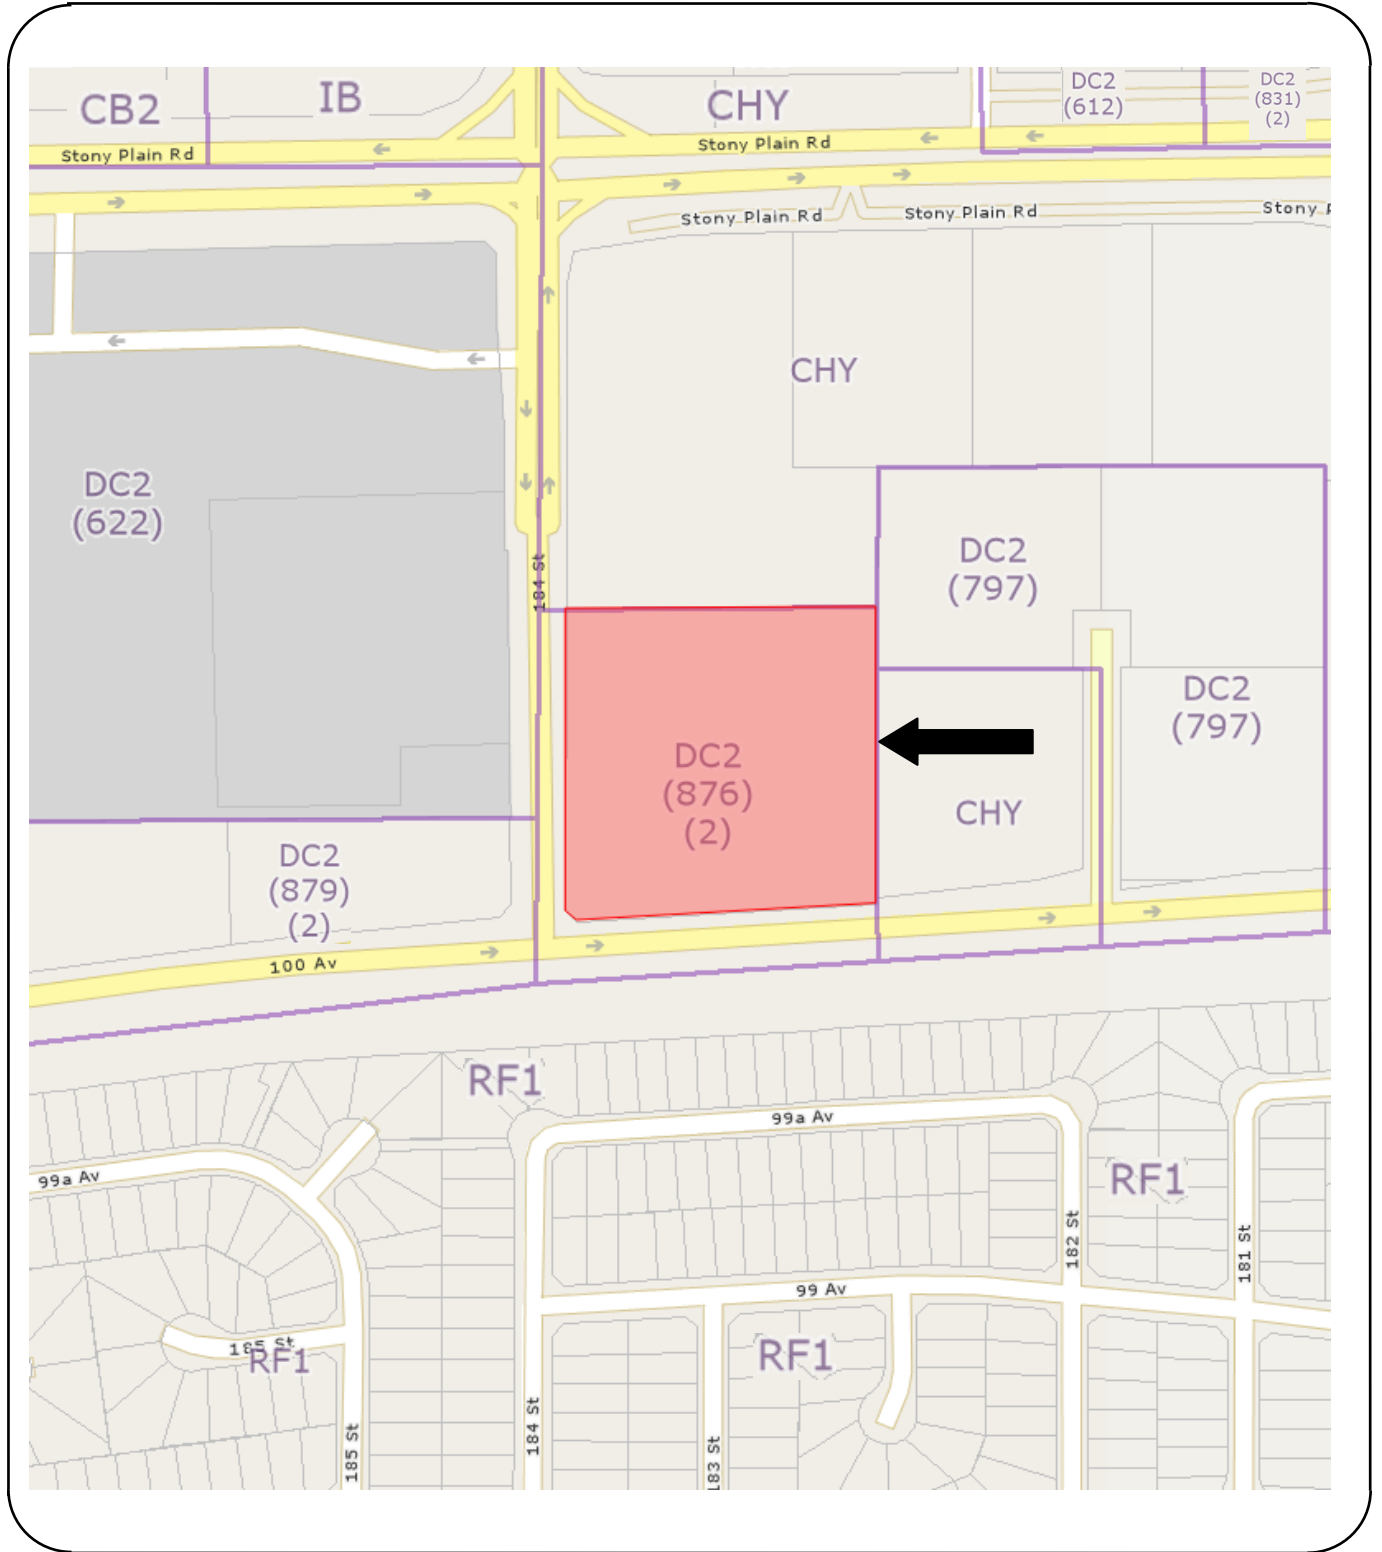 CB2
IB
CHY
DC2
(612)
DC2
(831)
(2)
Stony Plain Rd
Stony Plain Rd
Stony Plain Rd
Stony Plain Rd
Stony
CHY
DC2
(622)
184 St
DC2
(797)
DC2
(797)
DC2
(876)
(2)
CHY
DC2
(879)
(2)
100 Av
RF1
99a Av
99a Av
RF1
182 St
181 St
99 Av
185 St
RF1
RF1
184 St
185 St
183 St